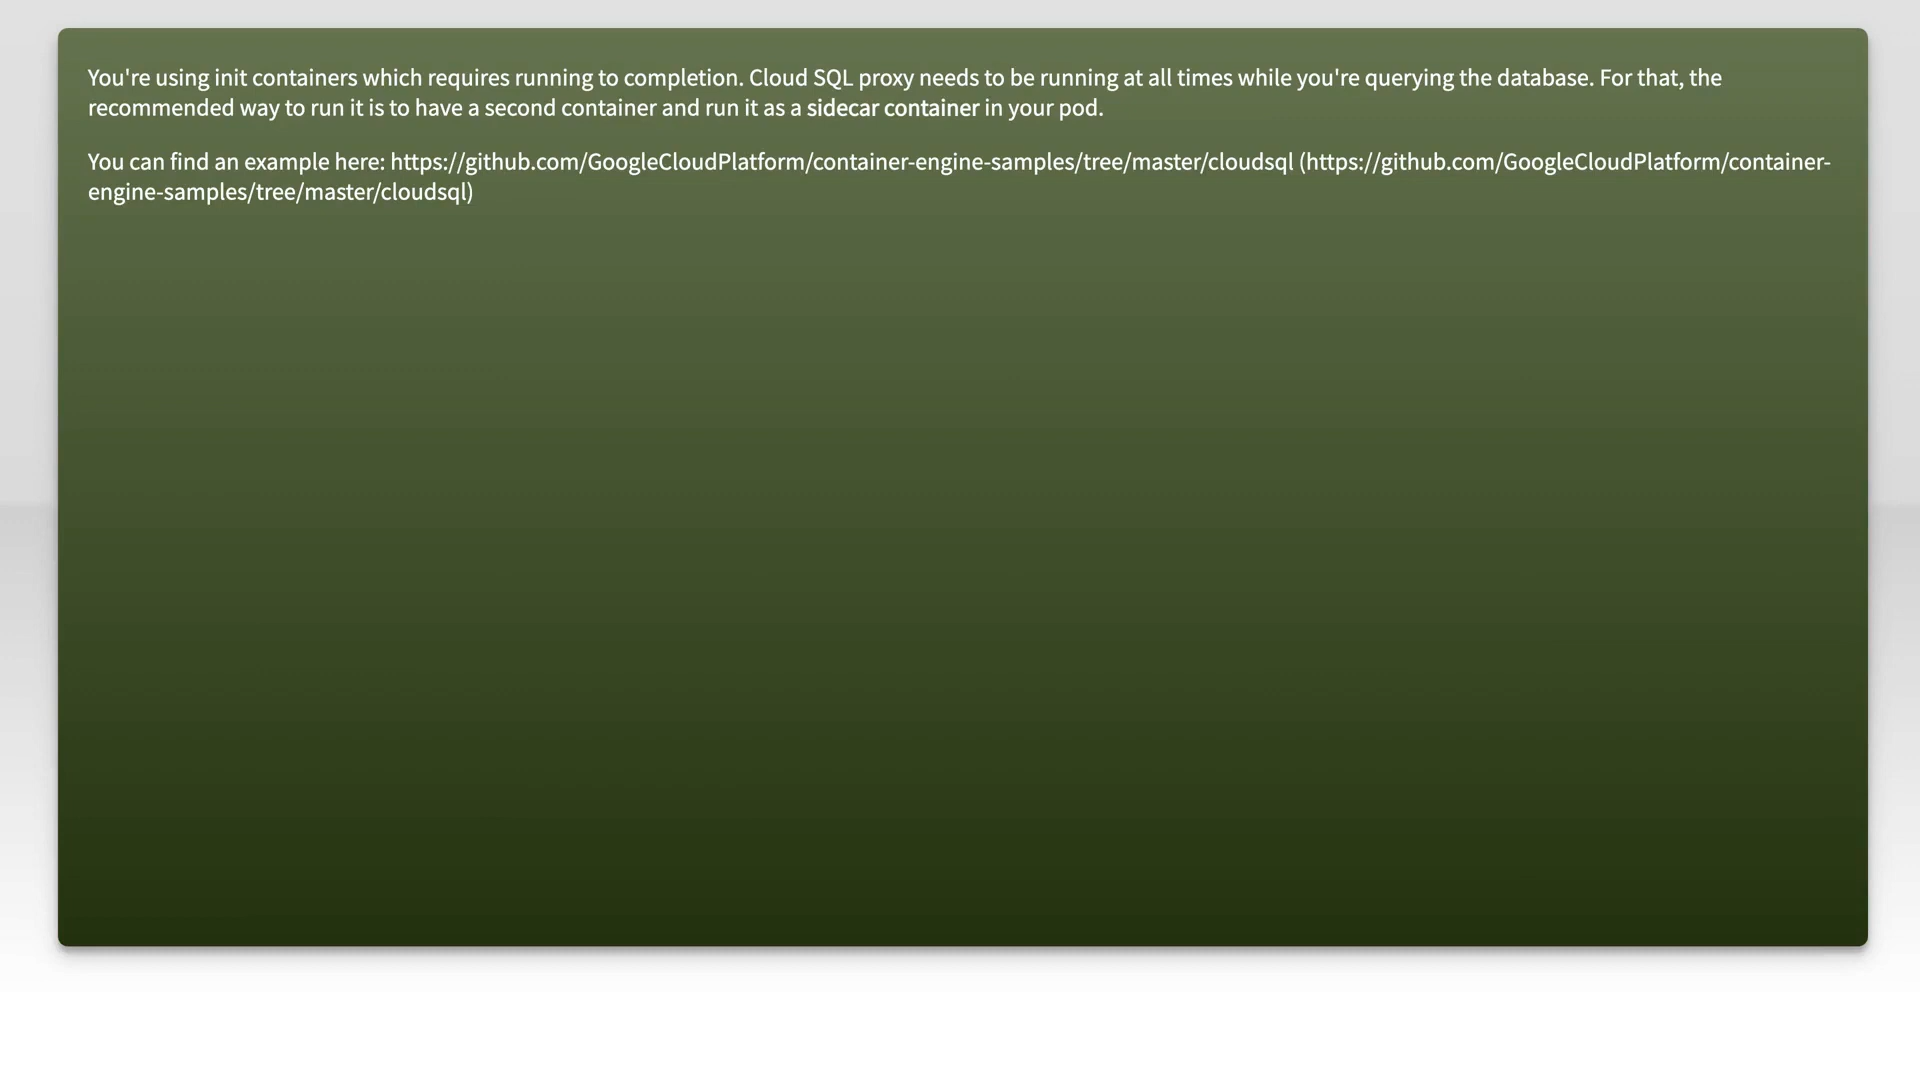 You're using init containers which requires running to completion. Cloud SQL proxy needs to be running at all times while you're querying the database. For that, the
recommended way to run it is to have a second container and run it as a sidecar container in your pod.
You can find an example here: https://github.com/GoogleCloudPlatform/container-engine-samples/tree/master/cloudsql (https://github.com/GoogleCloudPlatform/container-
engine-samples/tree/master/cloudsql)